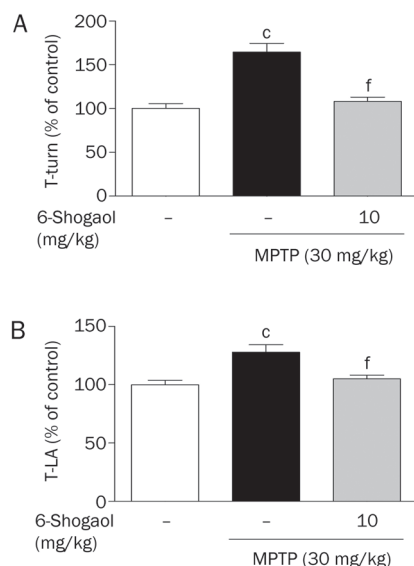 A
200
c
150
f
100
50
0
T-turn (% of control)
6-Shogaol – – 10
(mg/kg)
MPTP (30 mg/kg)
B
150
c
f
100
50
0
T-LA (% of control)
6-Shogaol – – 10
(mg/kg)
MPTP (30 mg/kg)